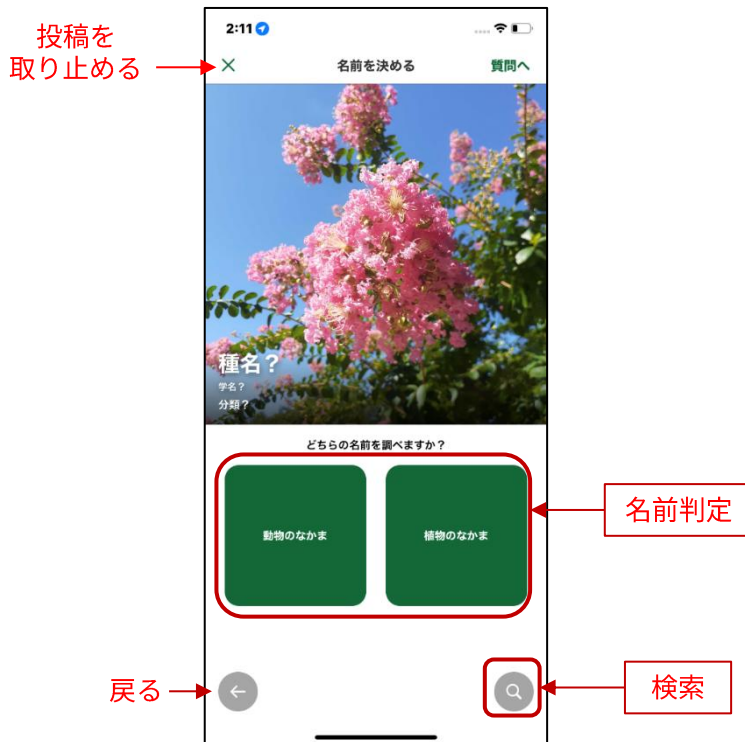 投稿を
取り止める
2:11
名前を決める
質問へ
種名？
学名？
分類？
どちらの名前を調べますか？
動物のなかま
植物のなかま
名前判定
戻る
検索